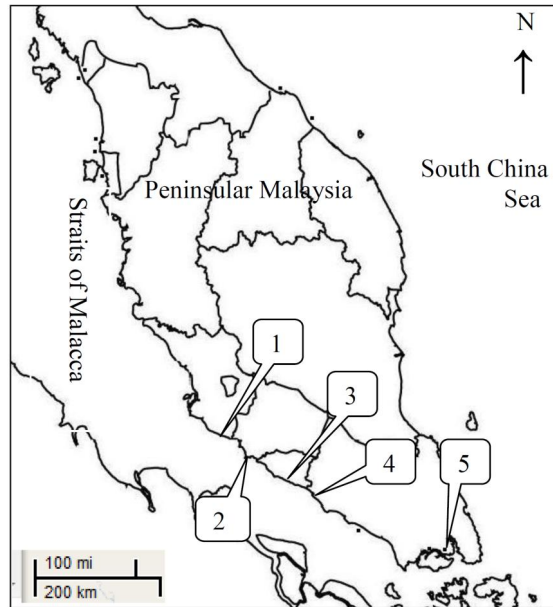 N
South China
Sea
Peninsular Malaysia
Straits of Malacca
1
3
4
5
2
100 mi
200 km